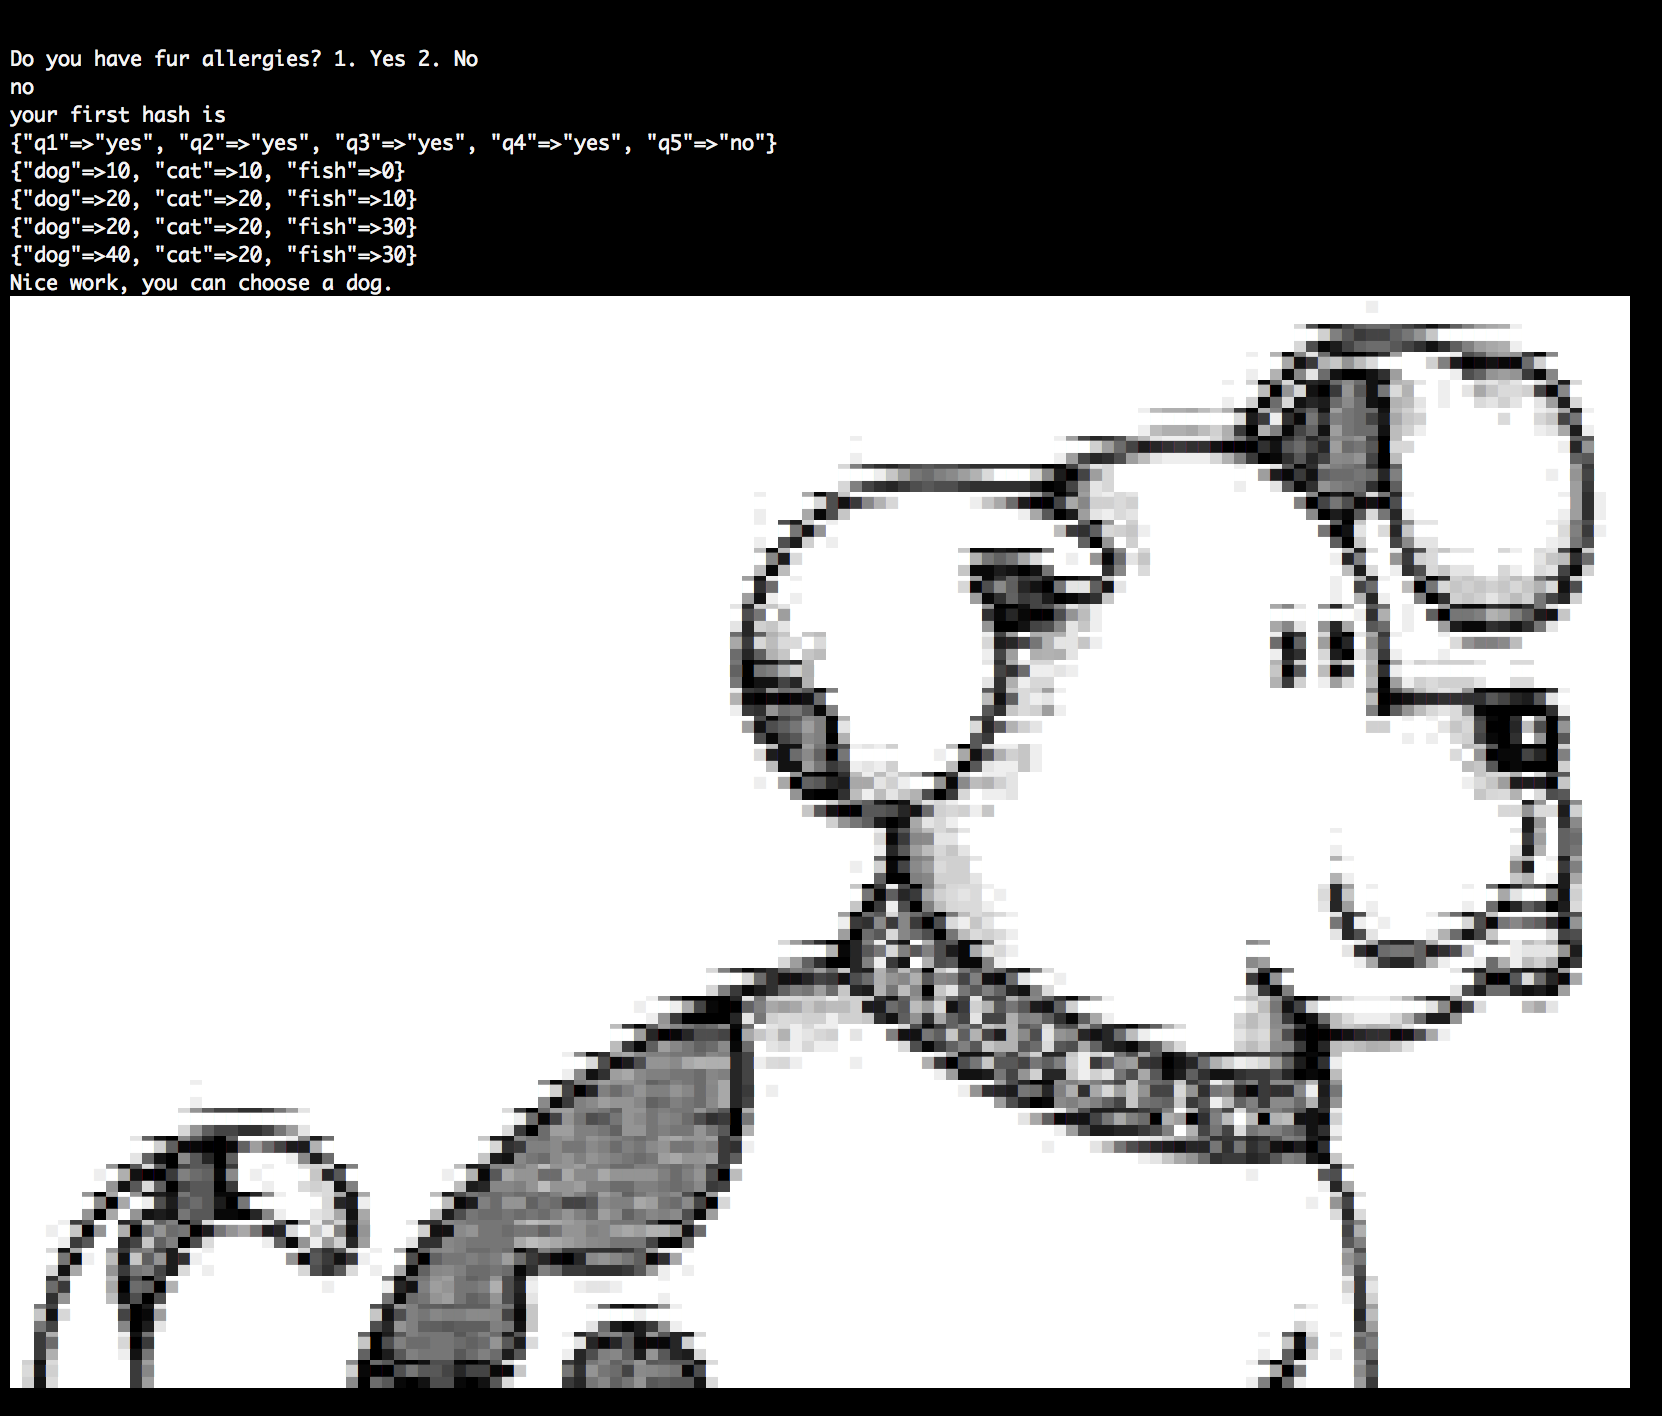 Do you have fur allergies? 1. Yes 2. No
no
your first hash is
{"q1"=>"yes", "q2"=>"yes", "q3"=>"yes", "q4"=>"yes", "q5"=>"no"}
{"dog"=>10, "cat"=>10, "fish"=>0}
{"dog"=>20, "cat"=>20, "fish"=>10}
{"dog"=>20, "cat"=>20, "fish"=>30}
{"dog"=>40, "cat"=>20, "fish"=>30}
Nice work, you can choose a dog.